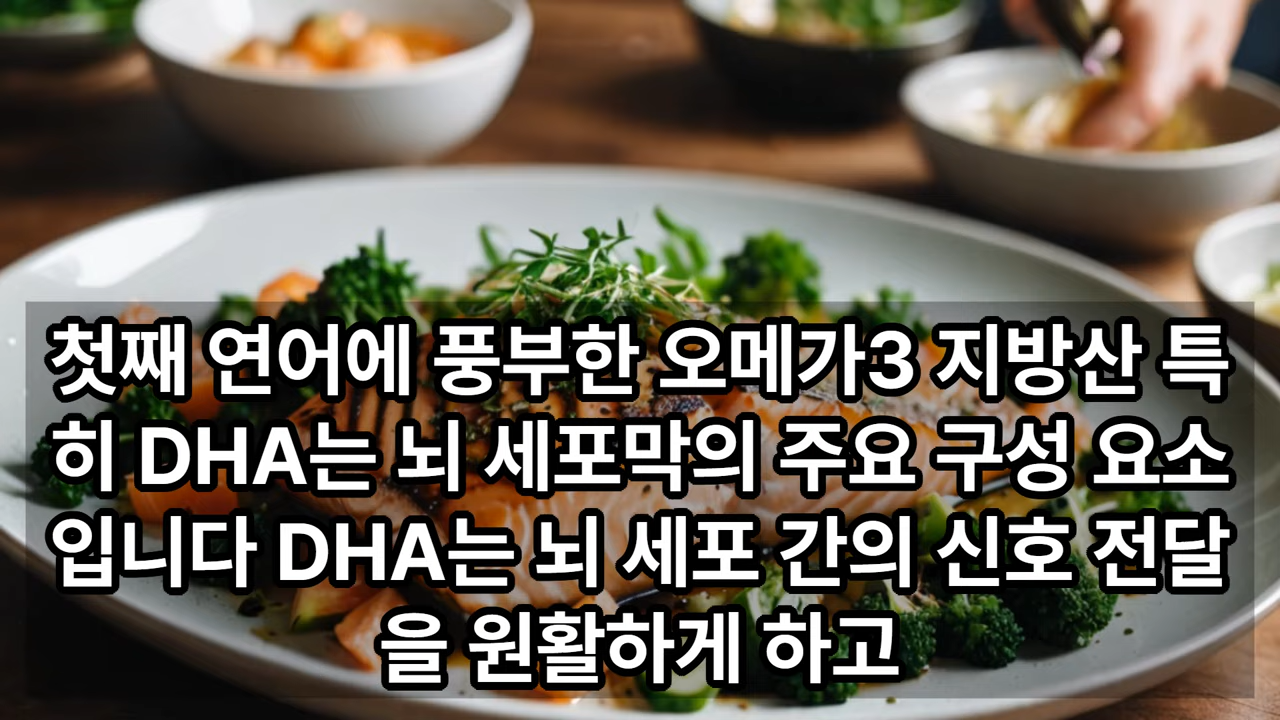 첫째 연어에 풍부한 오메가3 지방산 특
히 DHA는 뇌 세포막의 주요 구성 요소
입니다 DHA는 뇌 세포 간의 신호 전달
을 원활하게 하고